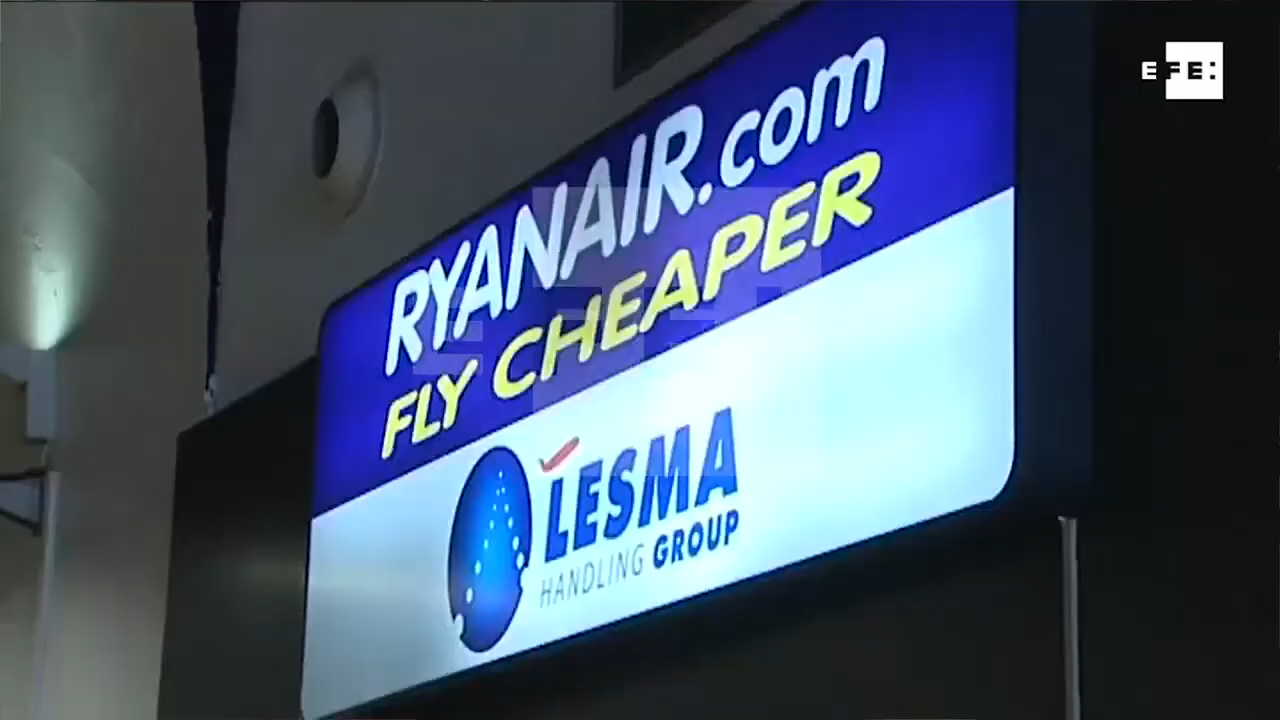 EFE:
RYANAIR.com
FLY CHEAPER
LESMA
HANDLING GROUP